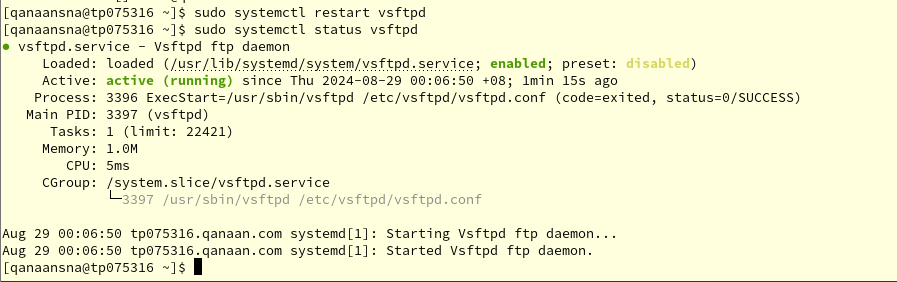 [qanaansna@tp075316 ~]$ sudo systemctl restart vsftpd
[qanaansna@tp075316 ~]$ sudo systemctl status vsftpd
● vsftpd.service - Vsftpd ftp daemon
     Loaded: loaded (/usr/lib/systemd/system/vsftpd.service; enabled; preset: disabled)
     Active: active (running) since Thu 2024-08-29 00:06:50 +08; 1min 15s ago
    Process: 3396 ExecStart=/usr/sbin/vsftpd /etc/vsftpd/vsftpd.conf (code=exited, status=0/SUCCESS)
   Main PID: 3397 (vsftpd)
      Tasks: 1 (limit: 22421)
     Memory: 1.0M
        CPU: 5ms
     CGroup: /system.slice/vsftpd.service
             └─3397 /usr/sbin/vsftpd /etc/vsftpd/vsftpd.conf

Aug 29 00:06:50 tp075316.qanaan.com systemd[1]: Starting Vsftpd ftp daemon...
Aug 29 00:06:50 tp075316.qanaan.com systemd[1]: Started Vsftpd ftp daemon.
[qanaansna@tp075316 ~]$